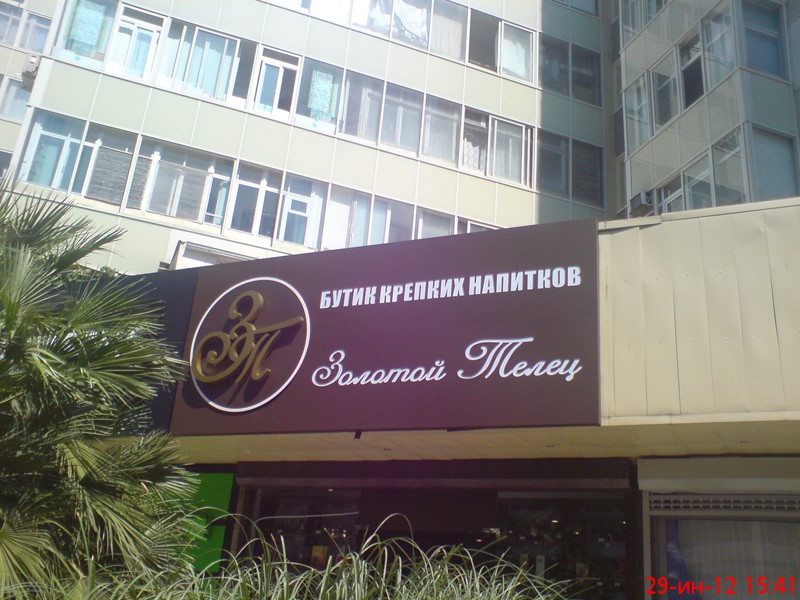 БУТИК КРЕПКИХ НАПИТКОВ
ЗТ
Золотой Телец
29-ин-12 15:41